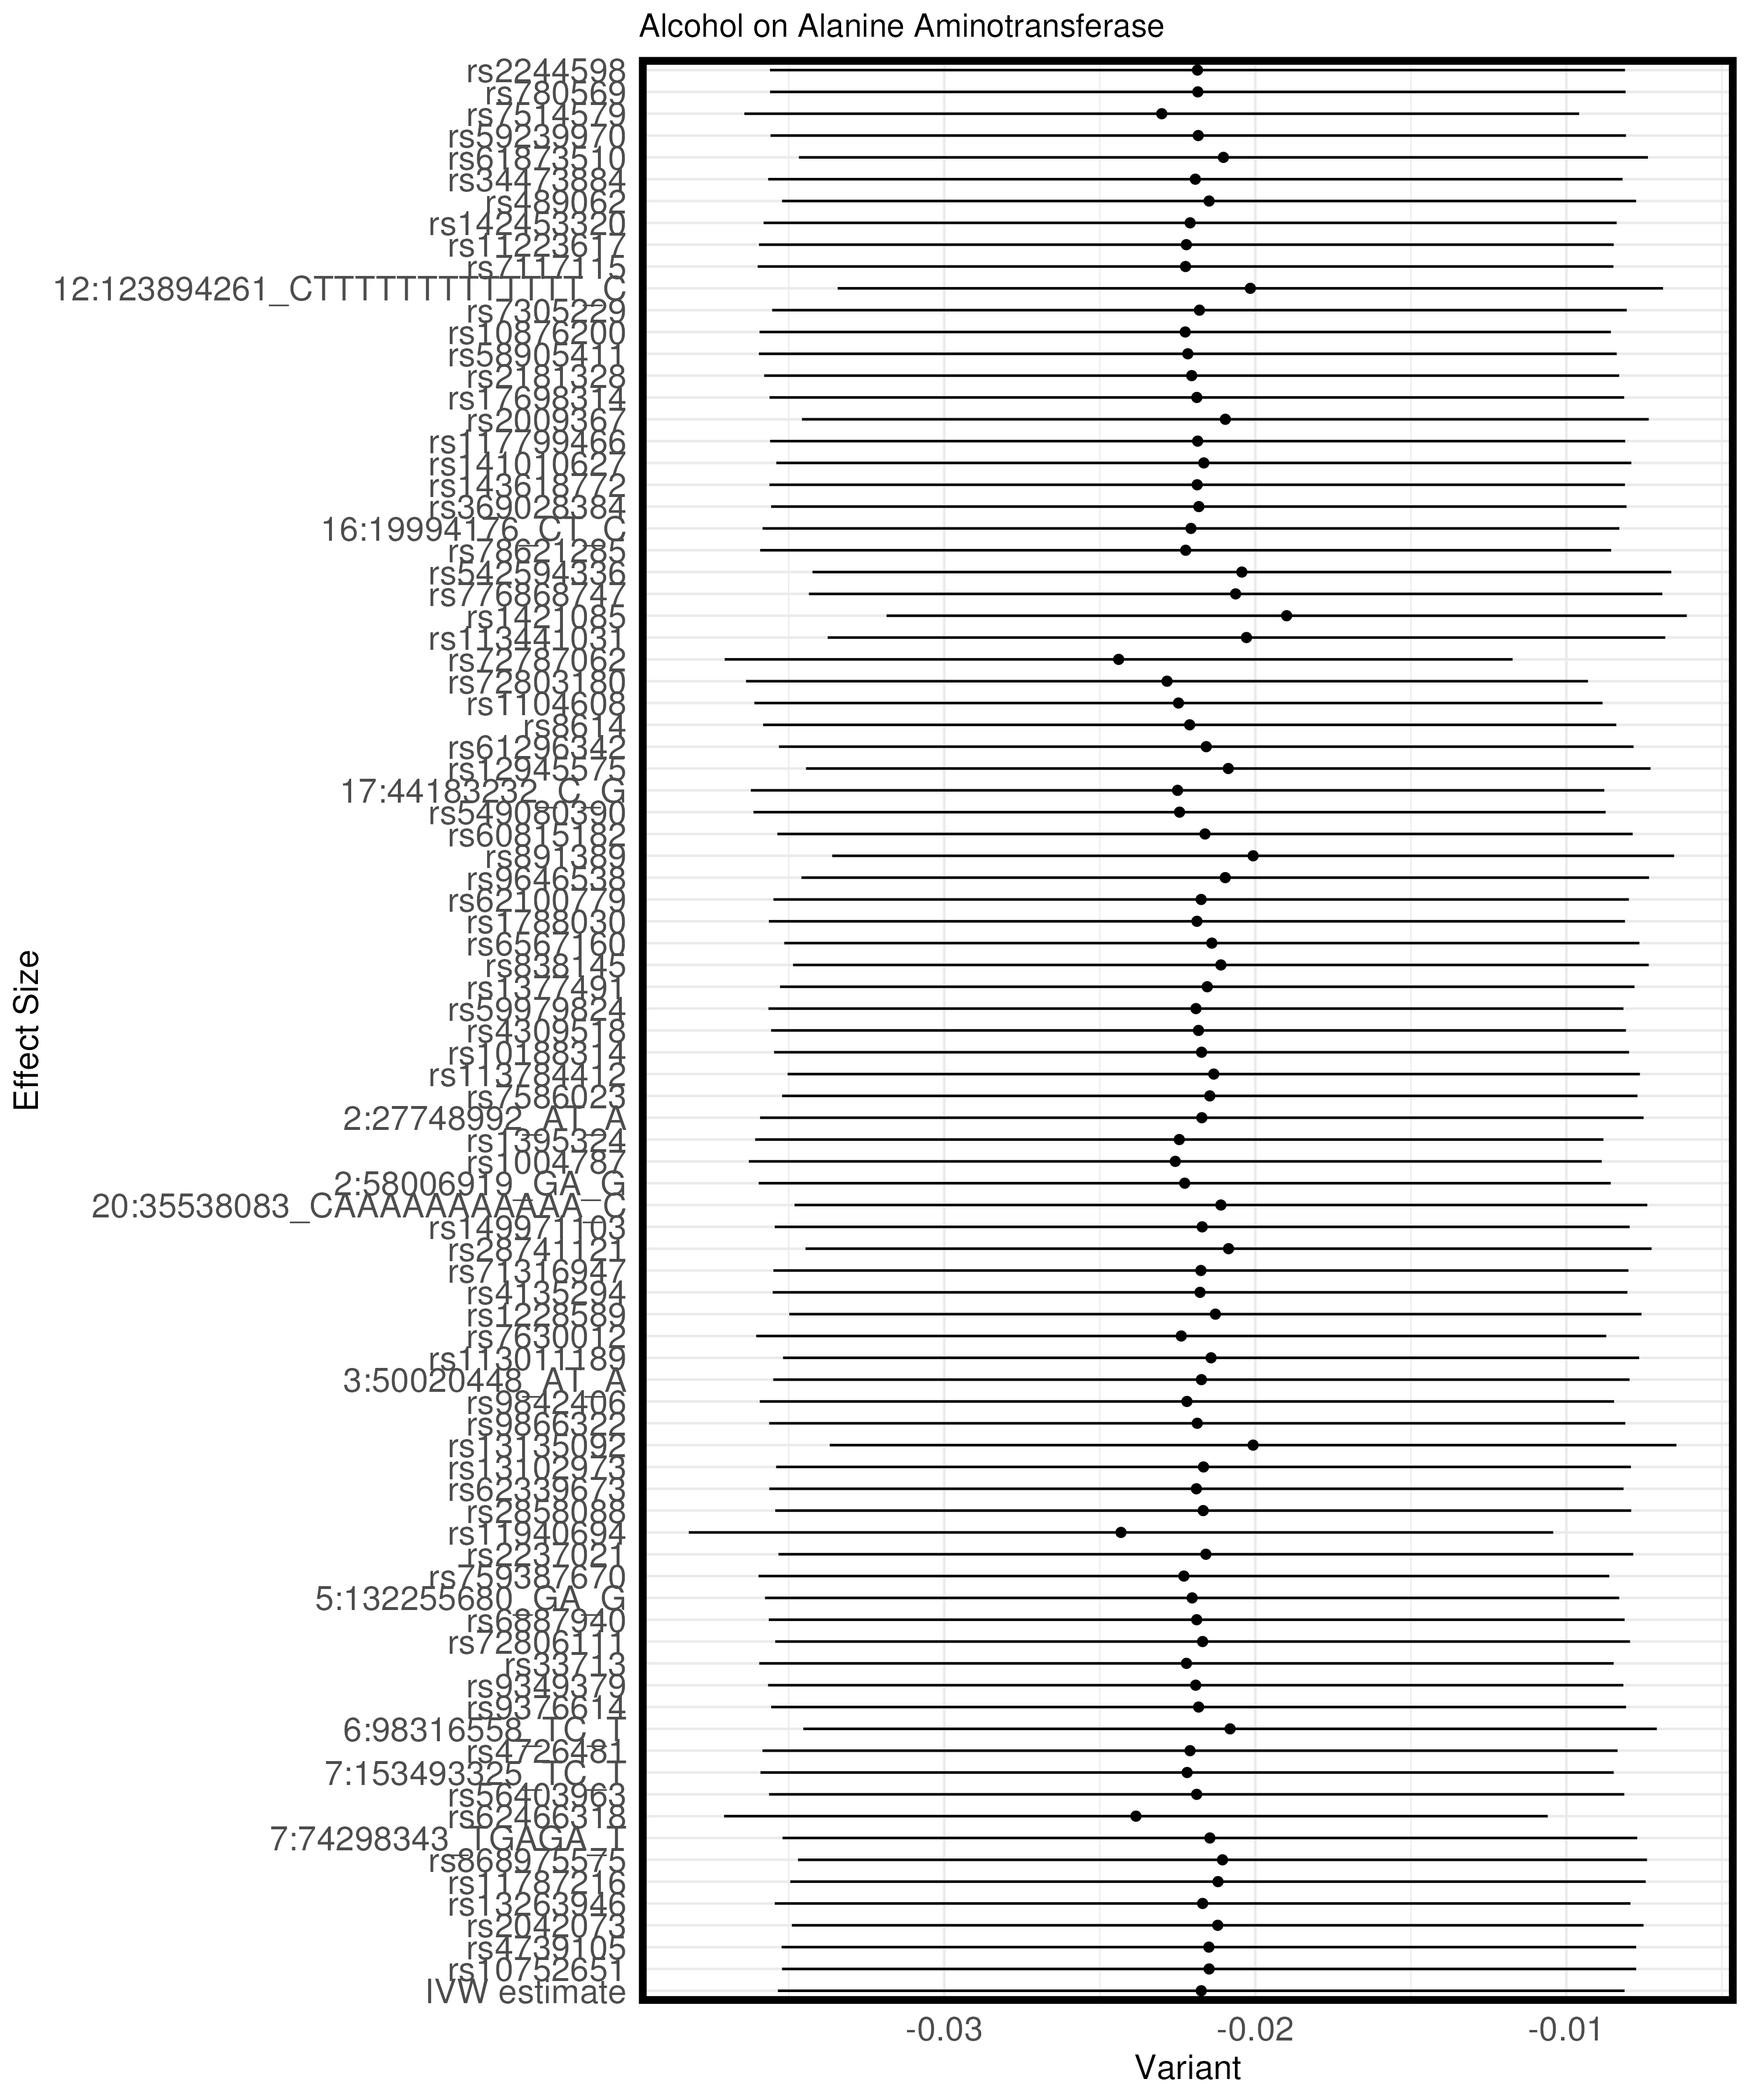 Alcohol on Alanine Aminotransferase
rs2244598
rs780569
rs7514579
rs59239970
rs61873510
rs34473884
rs489062
rs142453320
rs11223617
rs7117115
12:123894261_CTTTTTTTTTTTTT_C
rs7305229
rs10876200
rs58905411
rs2181328
rs17698314
rs2009367
rs117799466
rs141010627
rs143618772
rs369028384
16:19994176_CT_C
rs78621285
rs542594336
rs776868747
rs1421085
rs113441031
rs72787062
rs72803180
rs1104608
rs8614
rs61296342
rs12945575
17:44183232_C_G
rs549080390
rs60815182
rs891389
rs9646538
rs62100779
rs1788030
rs6567160
rs838145
rs1377491
rs59979824
rs4309518
rs10188314
rs113784412
rs7586023
2:27748992_AT_A
rs1395324
rs1004787
2:58006919_GA_G
20:35538083_CAAAAAAAAAAA_C
rs149971103
rs28741121
rs71316947
rs4135294
rs1228589
rs7630012
rs113011189
3:50020448_AT_A
rs9842406
rs9866322
rs13135092
rs13102973
rs62339673
rs2858088
rs11940694
rs2237021
rs759387670
5:132255680_GA_G
rs6887940
rs72806111
rs33713
rs9349379
rs9376614
6:98316558_TC_T
rs4726481
7:153493325_TC_T
rs56403963
rs62466318
7:74298343_TGAGA_T
rs868975575
rs11787216
rs13263946
rs2042073
rs4739105
rs10752651
IVW estimate
Effect Size
-0.03 -0.02 -0.01
Variant